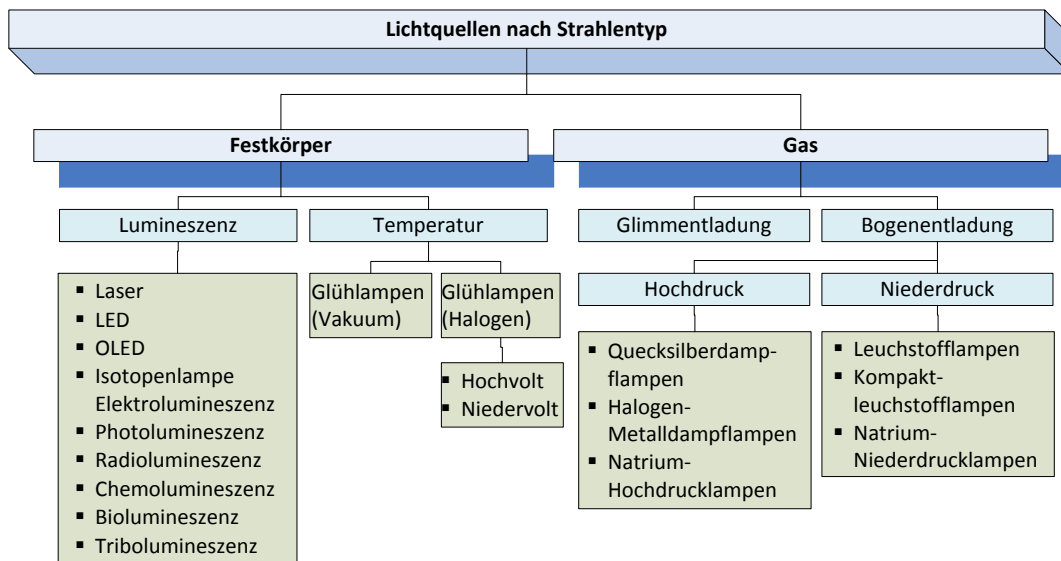 Lichtquellen nach Strahlentyp
Festkörper
Gas
Lumineszenz
Temperatur
Glimmentladung
Bogenentladung
▪ Laser
▪ LED
▪ OLED
▪ Isotopenlampe
Elektrolumineszenz
▪ Photolumineszenz
▪ Radiolumineszenz
▪ Chemolumineszenz
▪ Biolumineszenz
▪ Tribolumineszenz
Glühlampen
(Vakuum)
Glühlampen
(Halogen)
▪ Hochvolt
▪ Niedervolt
Hochdruck
Niederdruck
▪ Quecksilberdampf-
flampen
▪ Halogen-
Metalldampflampen
▪ Natrium-
Hochdrucklampen
▪ Leuchstofflampen
▪ Kompakt-
leuchstofflampen
▪ Natrium-
Niederdrucklampen